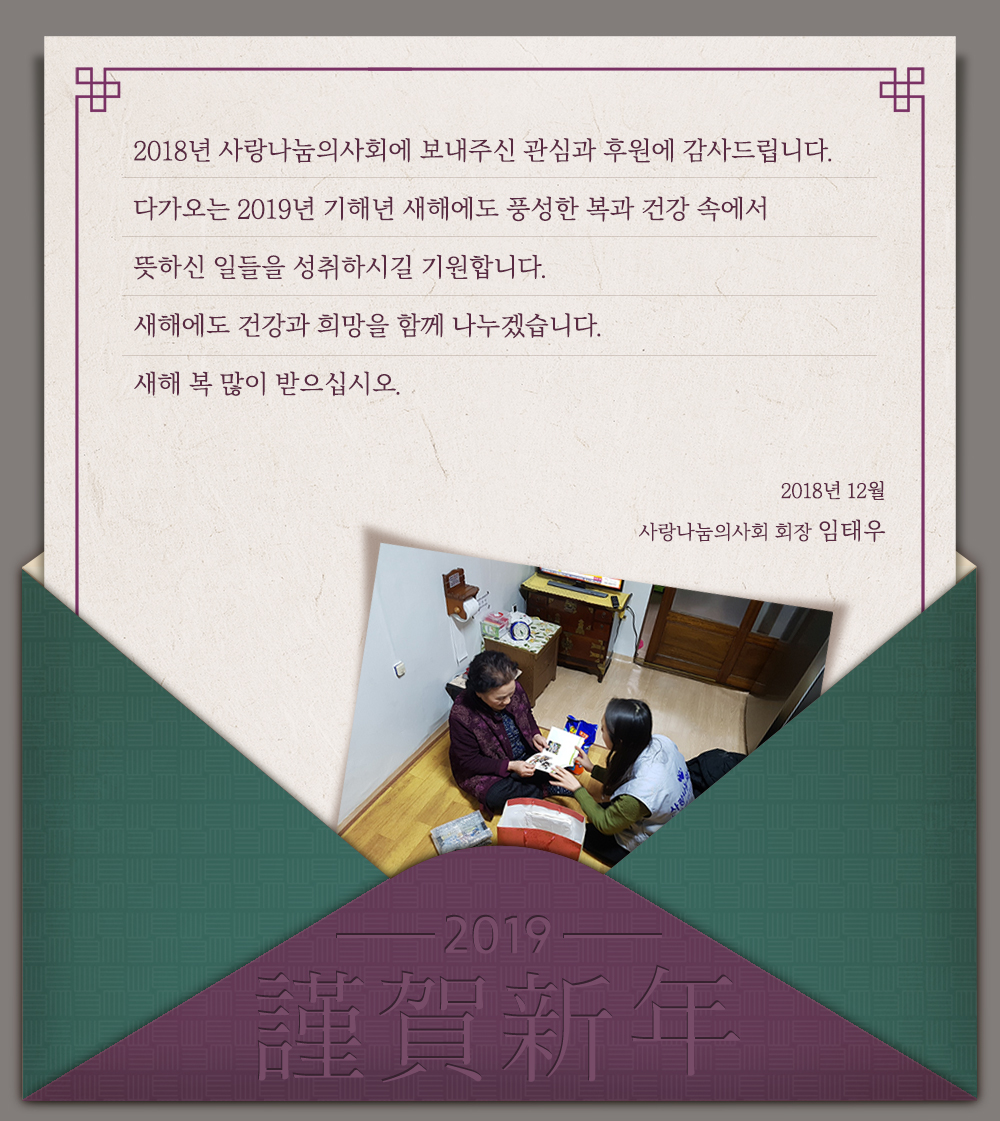 2018년 사랑나눔의사회에 보내주신 관심과 후원에 감사드립니다.
다가오는 2019년 기해년 새해에도 풍성한 복과 건강 속에서
뜻하신 일들을 성취하시길 기원합니다.
새해에도 건강과 희망을 함께 나누겠습니다.
새해 복 많이 받으십시오.
2018년 12월
사랑나눔의사회 회장 임태우
2019
謹賀新年